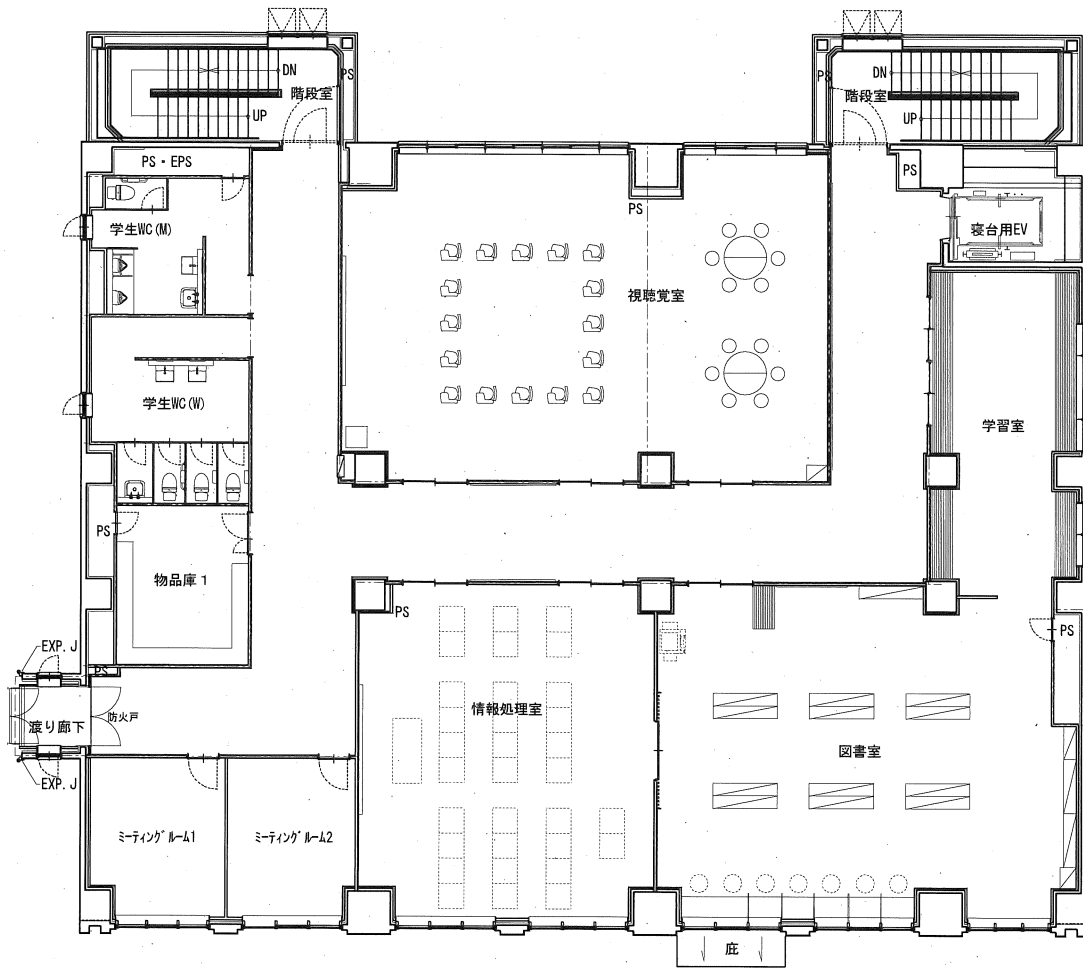 DN
階段室
UP
PS
PS
DN
階段室
UP
PS・EPS
PS
学生WC(M)
PS
寝台用EV
視聴覚室
学生WC(W)
学習室
PS
物品庫1
PS
EXP.J
PS
PS
渡り廊下
防火戸
情報処理室
図書室
EXP.J
ミーティングルーム1
ミーティングルーム2
庇